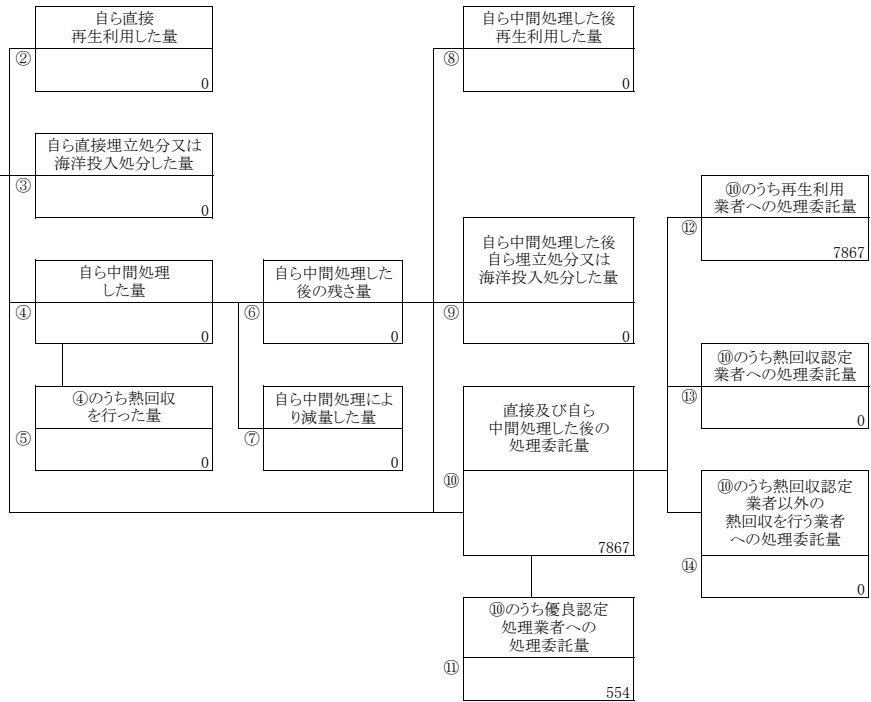 自ら直接
再生利用した量
②
0
自ら直接埋立処分又は
海洋投入処分した量
③
0
自ら中間処理
した量
④
0
④のうち熱回収
を行った量
⑤
0
自ら中間処理した
後の残さ量
⑥
0
自ら中間処理によ
り減量した量
⑦
0
自ら中間処理した後
再生利用した量
⑧
0
自ら中間処理した後
自ら埋立処分又は
海洋投入処分した量
⑨
0
直接及び自ら
中間処理した後の
処理委託量
⑩
7867
⑩のうち優良認定
処理業者への
処理委託量
⑪
554
⑩のうち再生利用
業者への処理委託量
⑫
7867
⑩のうち熱回収認定
業者への処理委託量
⑬
0
⑩のうち熱回収認定
業者以外の
熱回収を行う業者
への処理委託量
⑭
0